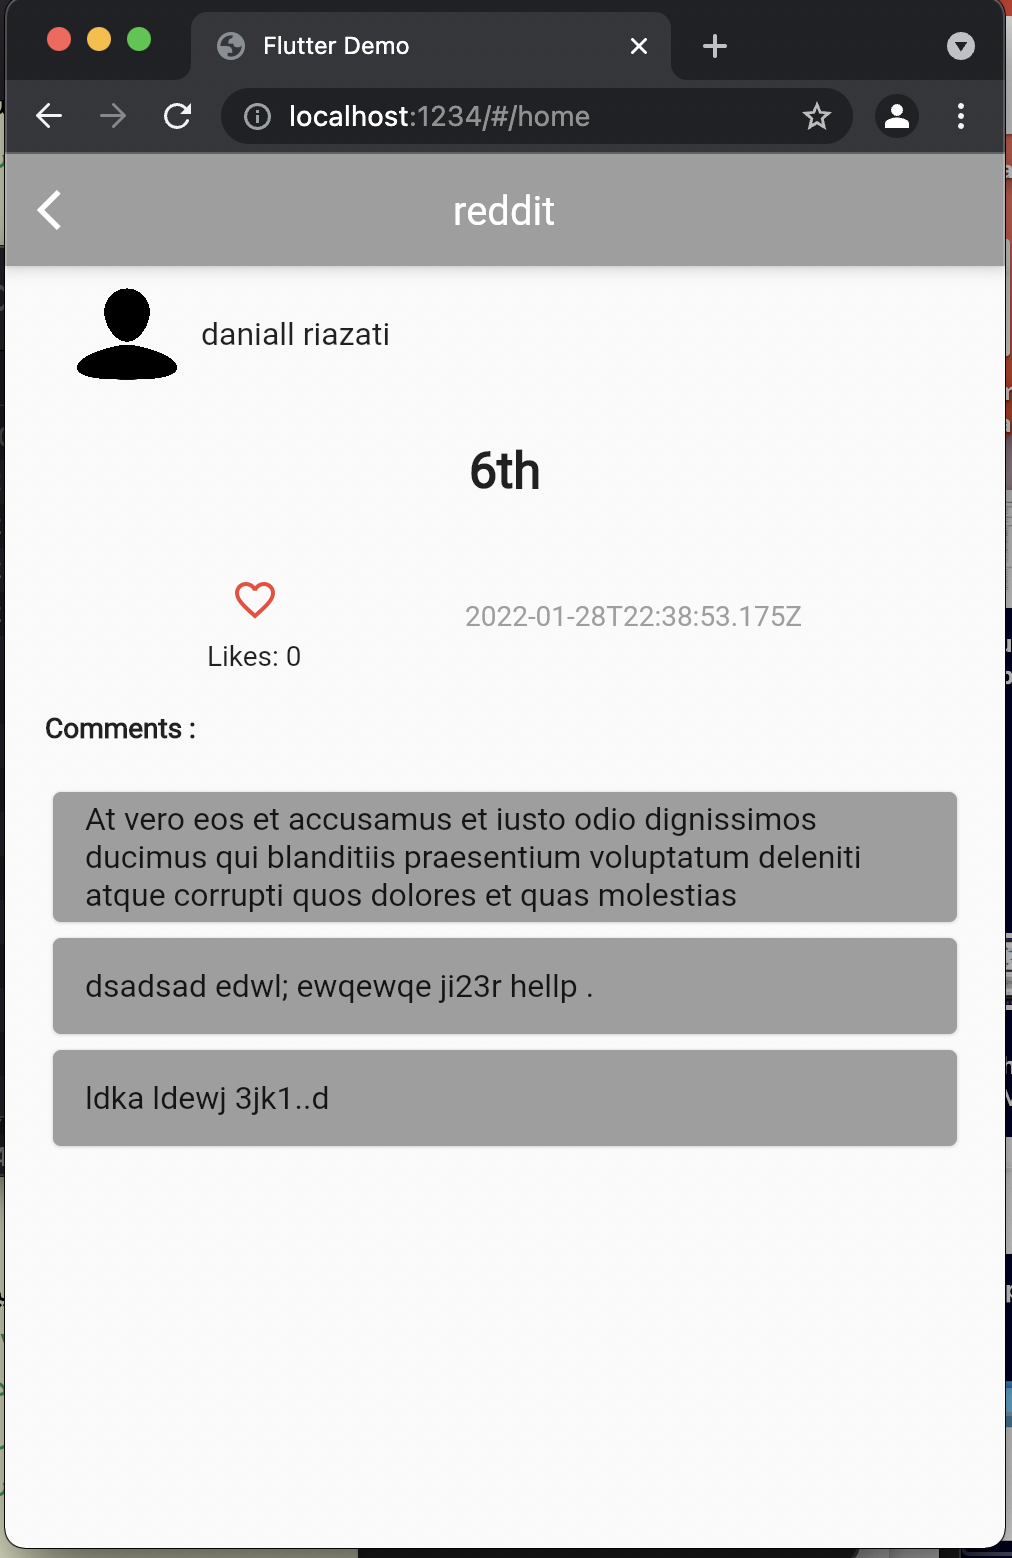 Flutter Demo
localhost:1234/#/home
reddit
daniall riazati
6th
2022-01-28T22:38:53.175Z
Likes: 0
Comments :
At vero eos et accusamus et iusto odio dignissimos
ducimus qui blanditiis praesentium voluptatum deleniti
atque corrupti quos dolores et quas molestias
dsadsad edwl; ewqewqe ji23r hellp .
ldka ldewj 3jk1..d